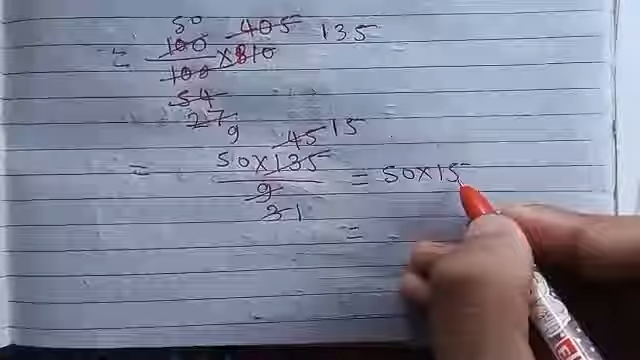 50 405 135
= 100 × 810
100
54
27 9
45 15
= 50×135 = 50×15
9
3 1
=